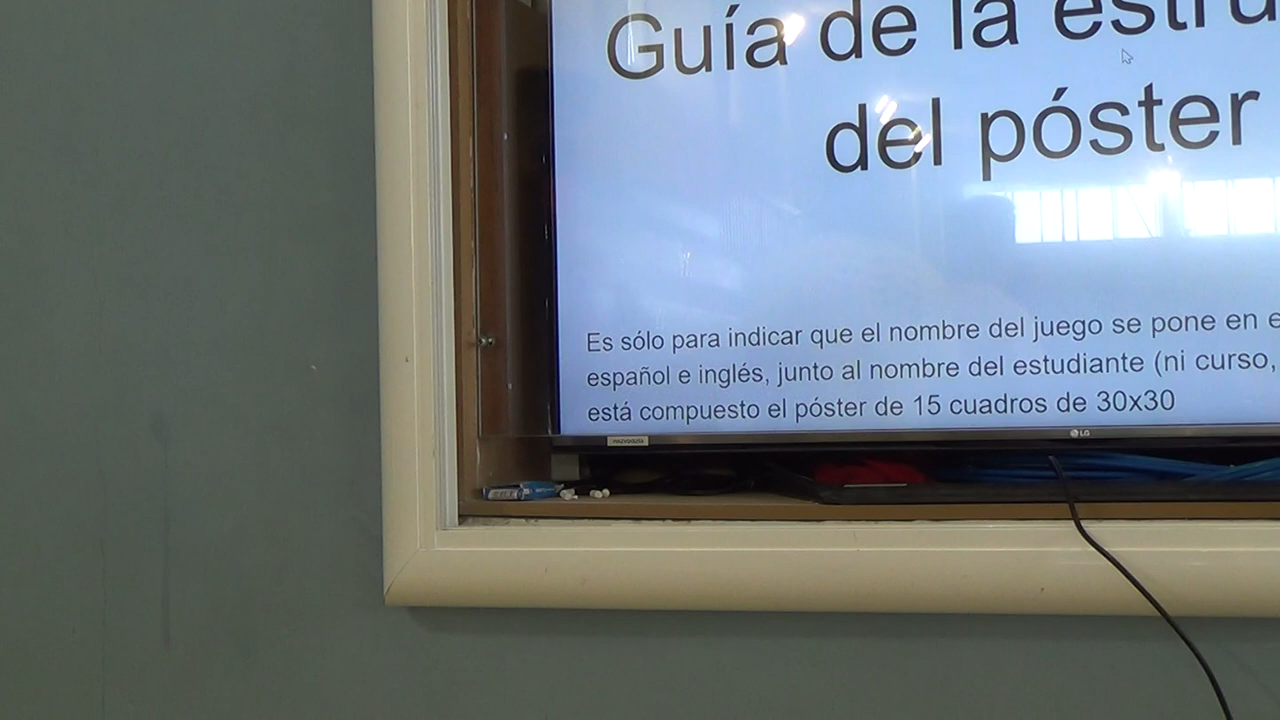 Guía de la estru
del póster
Es sólo para indicar que el nombre del juego se pone en e
español e inglés, junto al nombre del estudiante (ni curso,
está compuesto el póster de 15 cuadros de 30x30
LG